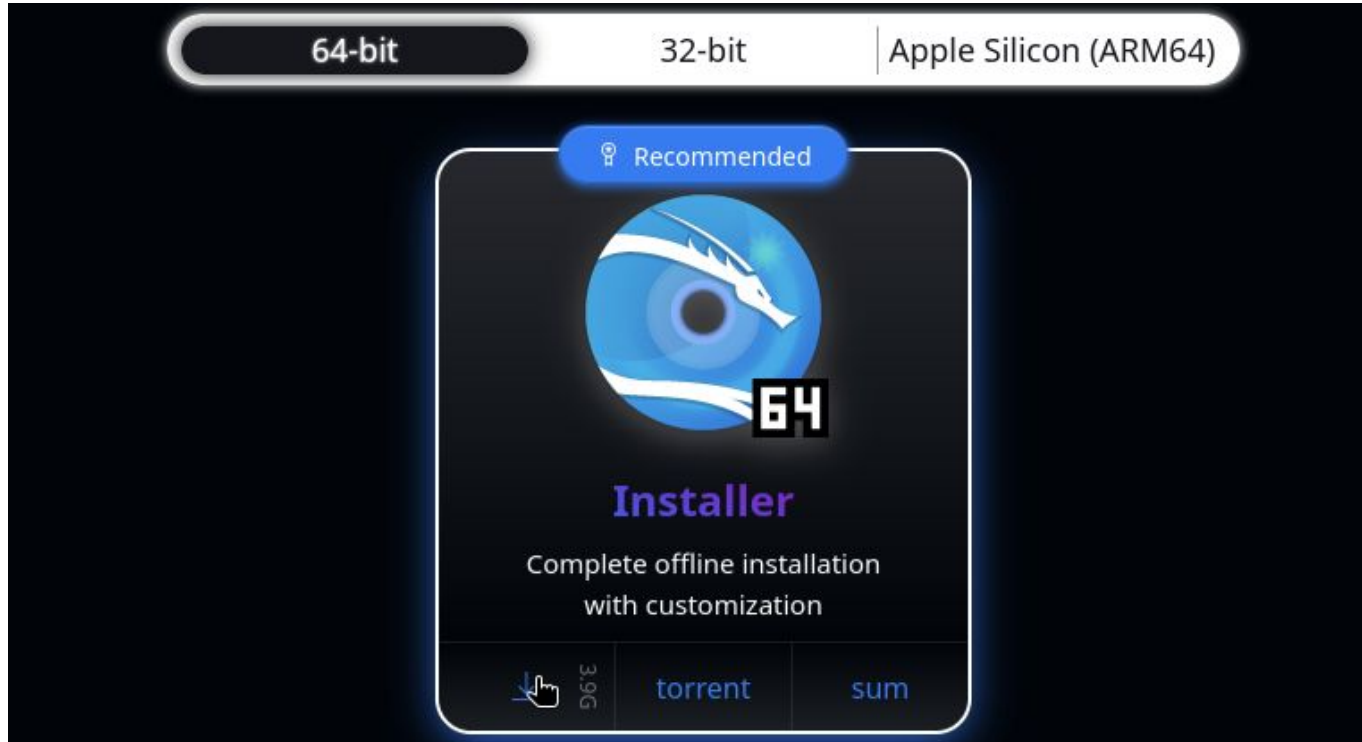 64-bit
32-bit
Apple Silicon (ARM64)
Recommended
64
Installer
Complete offline installation
with customization
3.9G
torrent
sum